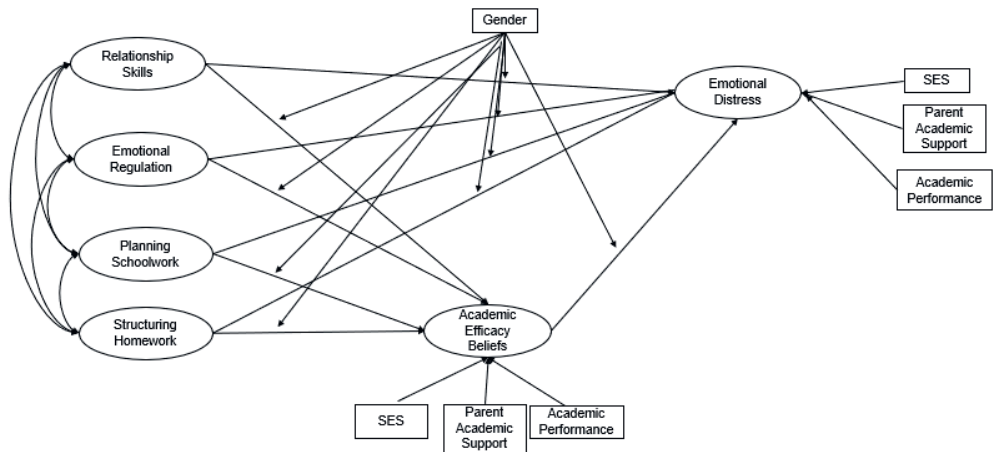 Gender
Relationship
Skills
Emotional
Distress
SES
Parent
Academic
Support
Emotional
Regulation
Academic
Performance
Planning
Schoolwork
Structuring
Homework
Academic
Efficacy
Beliefs
SES
Parent
Academic
Support
Academic
Performance